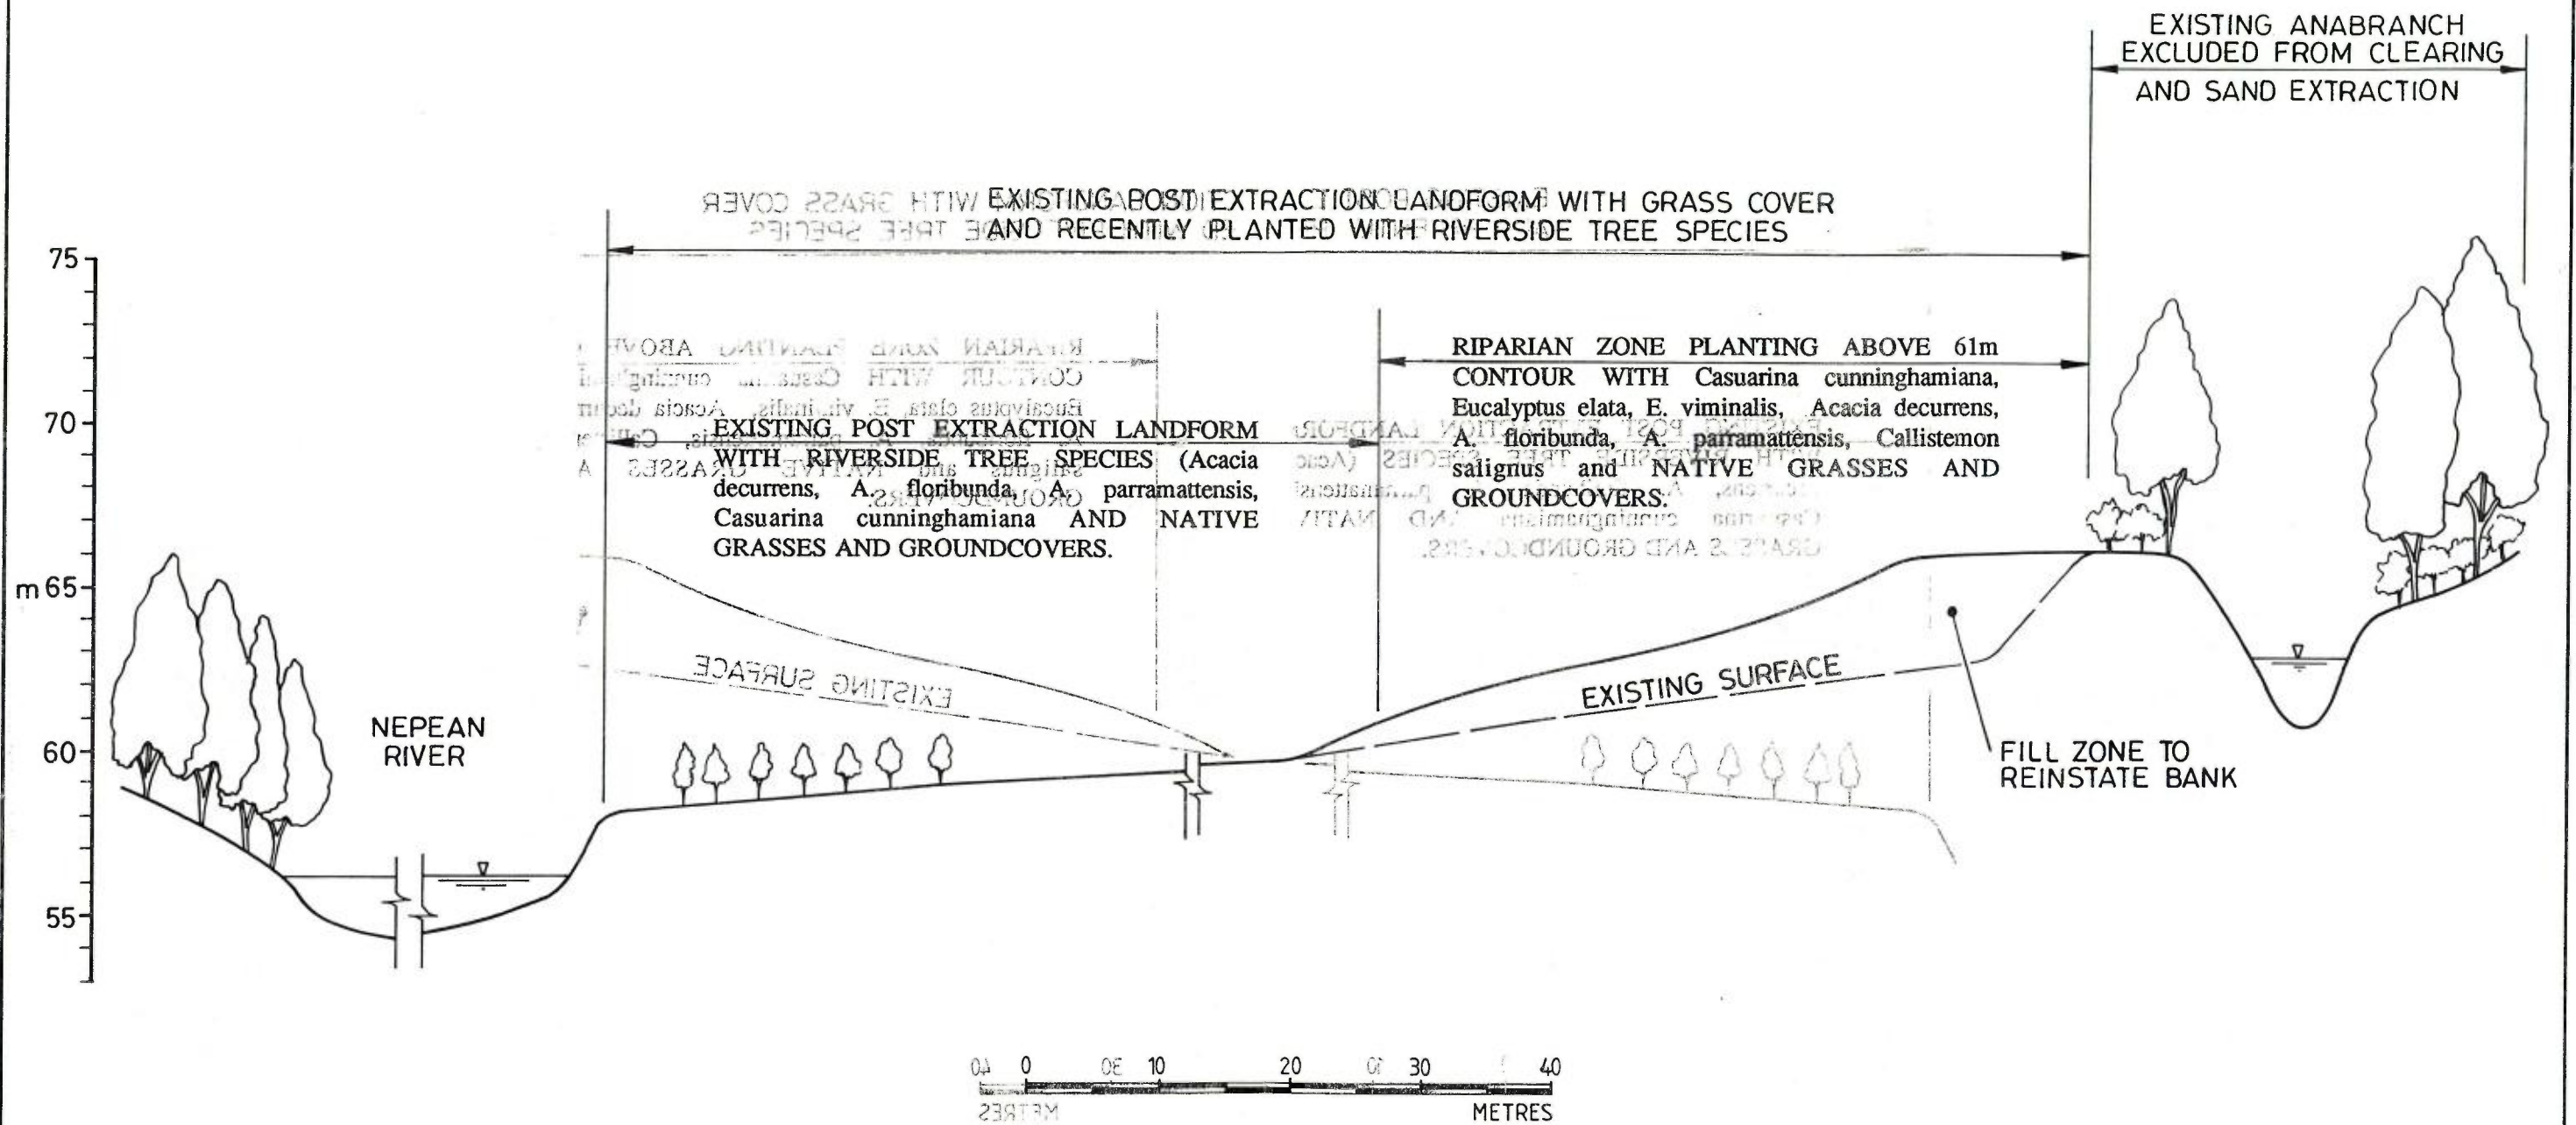 EXISTING ANABRANCH
EXCLUDED FROM CLEARING
AND SAND EXTRACTION
EXISTING POST EXTRACTION LANDFORM WITH GRASS COVER
AND RECENTLY PLANTED WITH RIVERSIDE TREE SPECIES
RIPARIAN ZONE PLANTING ABOVE 61m
CONTOUR WITH Casuarina cunninghamiana,
Eucalyptus elata, E. viminalis, Acacia decurrens,
A. floribunda, A. parramattensis, Callistemon
salignus and NATIVE GRASSES AND
GROUNDCOVERS.
EXISTING POST EXTRACTION LANDFORM
WITH RIVERSIDE TREE SPECIES (Acacia
decurrens, A. floribunda, A. parramattensis,
Casuarina cunninghamiana AND NATIVE
GRASSES AND GROUNDCOVERS.
75
70
m 65
60
55
NEPEAN
RIVER
EXISTING SURFACE
EXISTING SURFACE
FILL ZONE TO
REINSTATE BANK
0 10 20 30 40
METRES